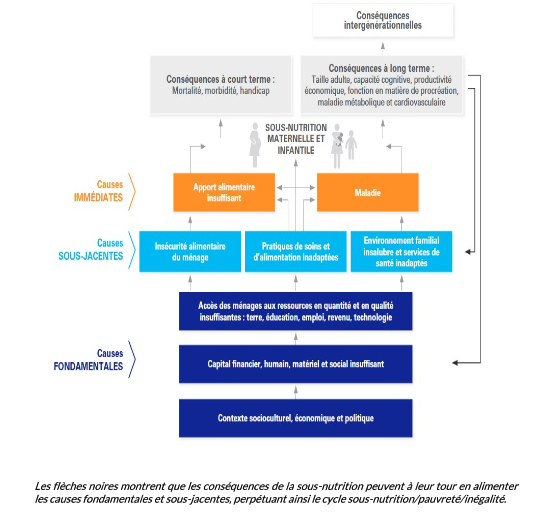 Conséquences
intergénérationnelles
Conséquences à court terme :
Mortalité, morbidité, handicap
Conséquences à long terme :
Taille adulte, capacité cognitive, productivité
économique, fonction en matière de procréation,
maladie métabolique et cardiovasculaire
SOUS-NUTRITION
MATERNELLE ET
INFANTILE
Causes
IMMÉDIATES
Apport alimentaire
insuffisant
Maladie
Causes
SOUS-JACENTES
Insécurité alimentaire
du ménage
Pratiques de soins et
d'alimentation inadaptées
Environnement familial
insalubre et services de
santé inadaptés
Accès des ménages aux ressources en quantité et en qualité
insuffisantes : terre, éducation, emploi, revenu, technologie
Causes
FONDAMENTALES
Capital financier, humain, matériel et social insuffisant
Contexte socioculturel, économique et politique
Les flèches noires montrent que les conséquences de la sous-nutrition peuvent à leur tour en alimenter
les causes fondamentales et sous-jacentes, perpétuant ainsi le cycle sous-nutrition/pauvreté/inégalité.